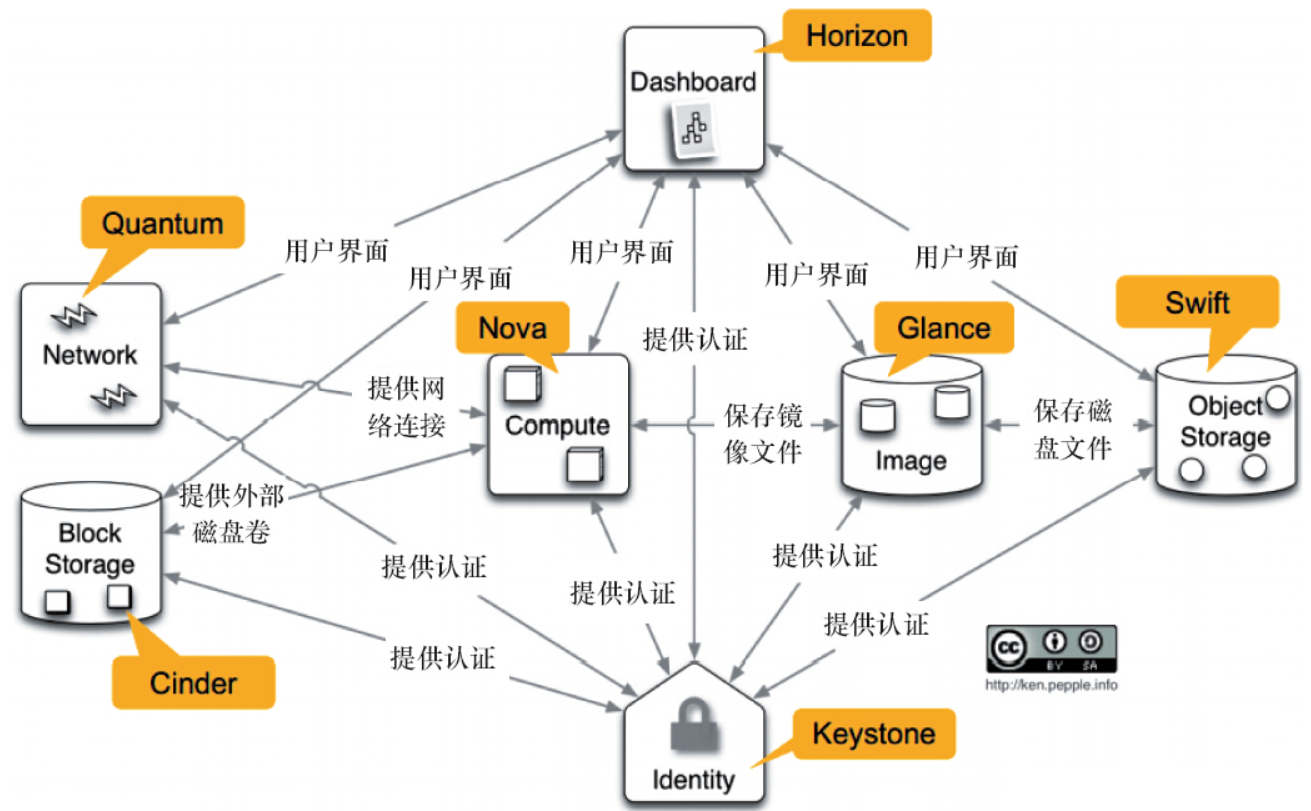 Horizon
Dashboard
Quantum
用户界面
用户界面
用户界面
用户界面
用户界面
Network
Nova
提供认证
Glance
Swift
提供网
络连接
Compute
保存镜
像文件
Image
保存磁
盘文件
Object
Storage
提供外部
磁盘卷
Block
Storage
提供认证
提供认证
提供认证
提供认证
提供认证
Cinder
Identity
Keystone
cc
BY SA
http://ken.pepple.info